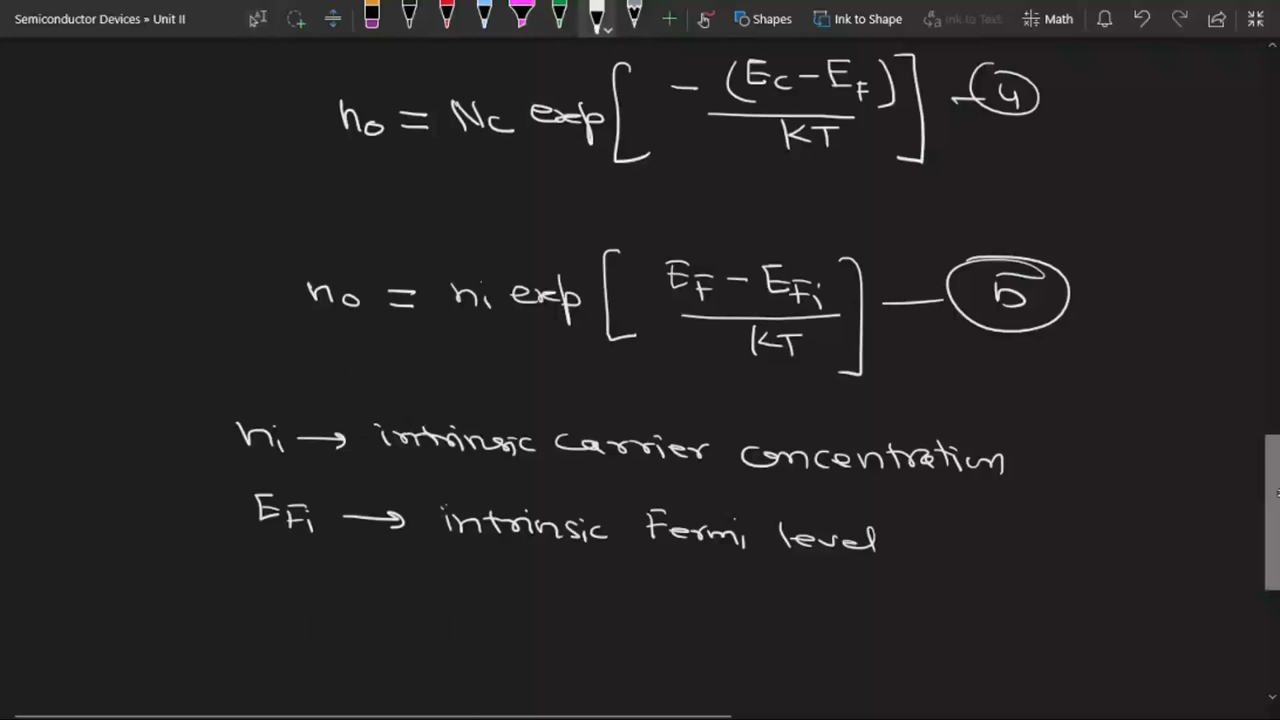 Semiconductor Devices » Unit II
Shapes
Ink to Shape
Ink to Text
Math
n₀ = Nc exp[ -(Ec - EF) / KT ] — 4
n₀ = ni exp[ EF - EFi / KT ] — 5
ni → intrinsic carrier concentration
EFi → intrinsic Fermi level